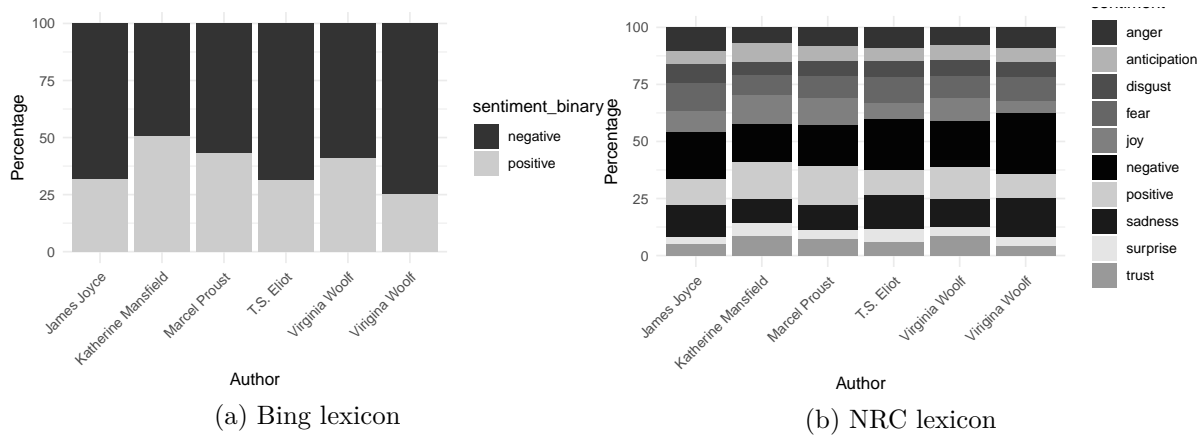 100
75
50
25
0
Percentage
James Joyce
Katherine Mansfield
Marcel Proust
T.S. Eliot
Virginia Woolf
Virigina Woolf
Author
sentiment_binary
negative
positive
(a) Bing lexicon
100
75
50
25
0
Percentage
James Joyce
Katherine Mansfield
Marcel Proust
T.S. Eliot
Virginia Woolf
Virigina Woolf
Author
anger
anticipation
disgust
fear
joy
negative
positive
sadness
surprise
trust
(b) NRC lexicon